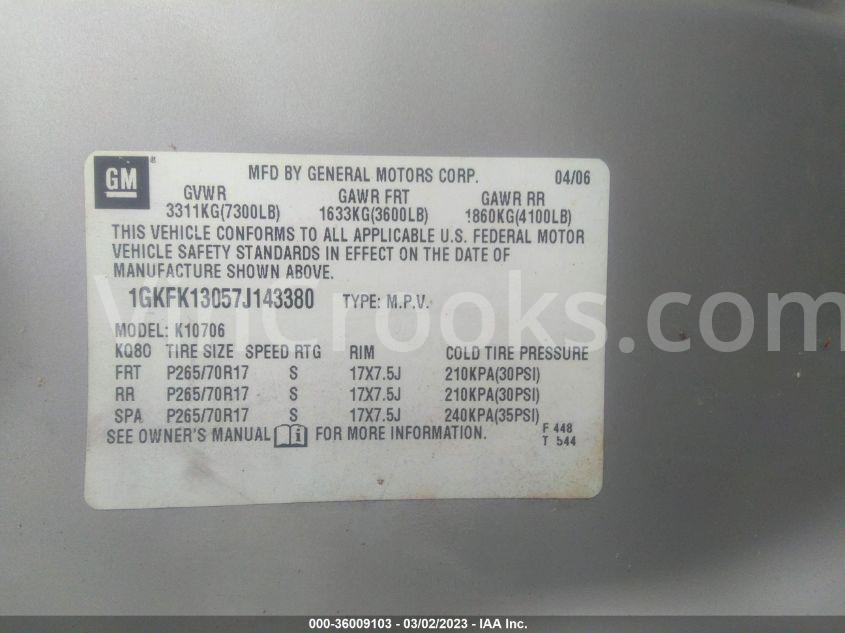 GM ®
MFD BY GENERAL MOTORS CORP. 04/06
GVWR GAWR FRT GAWR RR
3311KG(7300LB) 1633KG(3600LB) 1860KG(4100LB)
THIS VEHICLE CONFORMS TO ALL APPLICABLE U.S. FEDERAL MOTOR
VEHICLE SAFETY STANDARDS IN EFFECT ON THE DATE OF
MANUFACTURE SHOWN ABOVE.
1GKFK13057J143380 TYPE: M.P.V.
VinCrooks.com
MODEL: K10706
KQ80 TIRE SIZE SPEED RTG RIM COLD TIRE PRESSURE
FRT P265/70R17 S 17X7.5J 210KPA(30PSI)
RR P265/70R17 S 17X7.5J 210KPA(30PSI)
SPA P265/70R17 S 17X7.5J 240KPA(35PSI)
SEE OWNER'S MANUAL i FOR MORE INFORMATION.
F 448
T 544
000-36009103 - 03/02/2023 - IAA Inc.